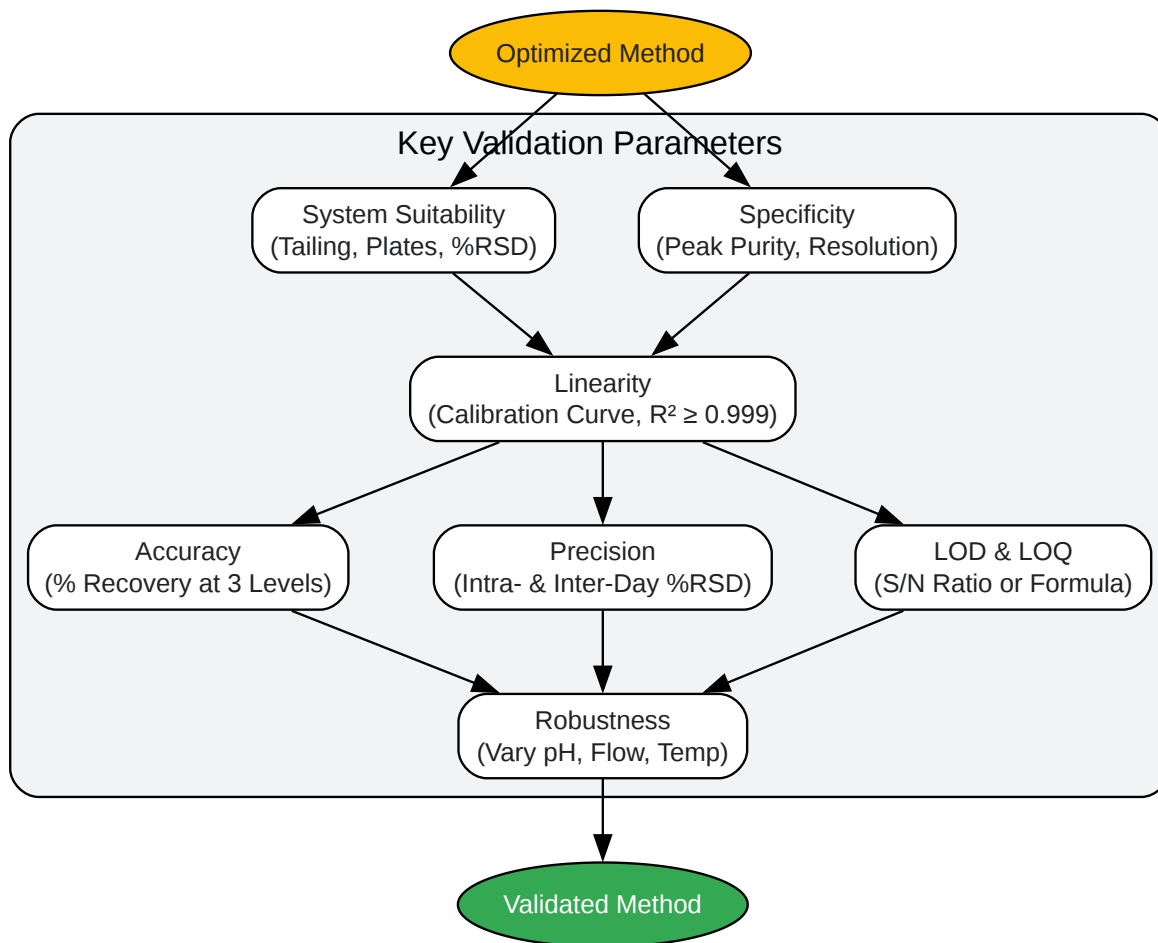 Optimized Method
Key Validation Parameters
System Suitability
(Tailing, Plates, %RSD)
Specificity
(Peak Purity, Resolution)
Linearity
(Calibration Curve, R² ≥ 0.999)
Accuracy
(% Recovery at 3 Levels)
Precision
(Intra- & Inter-Day %RSD)
LOD & LOQ
(S/N Ratio or Formula)
Robustness
(Vary pH, Flow, Temp)
Validated Method